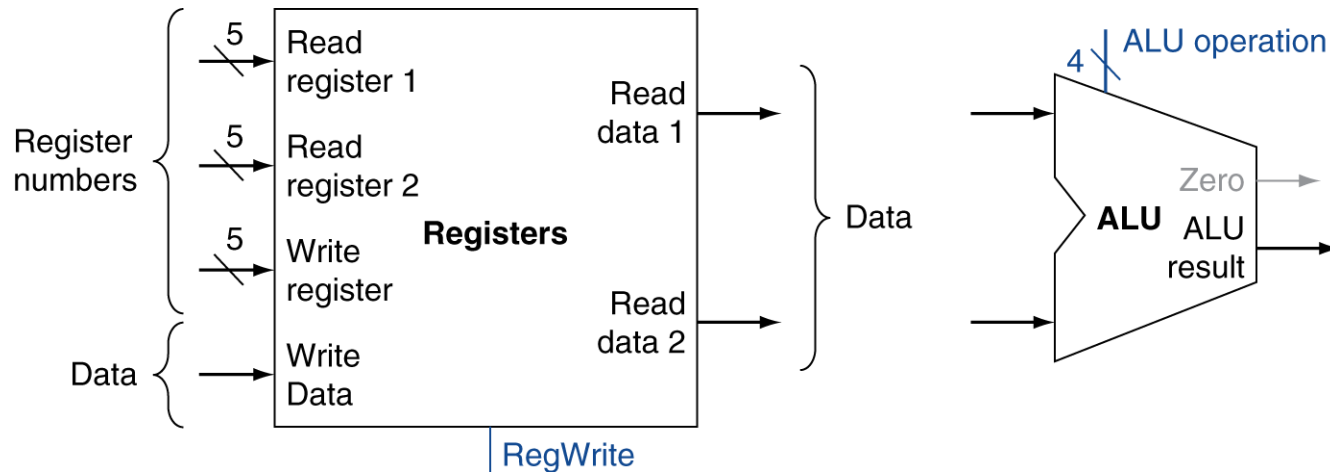 Register
numbers
Data
5
Read
register 1
5
Read
register 2
5
Write
register
Write
Data
Registers
Read
data 1
Read
data 2
RegWrite
Data
4
ALU operation
Zero
ALU
ALU
result